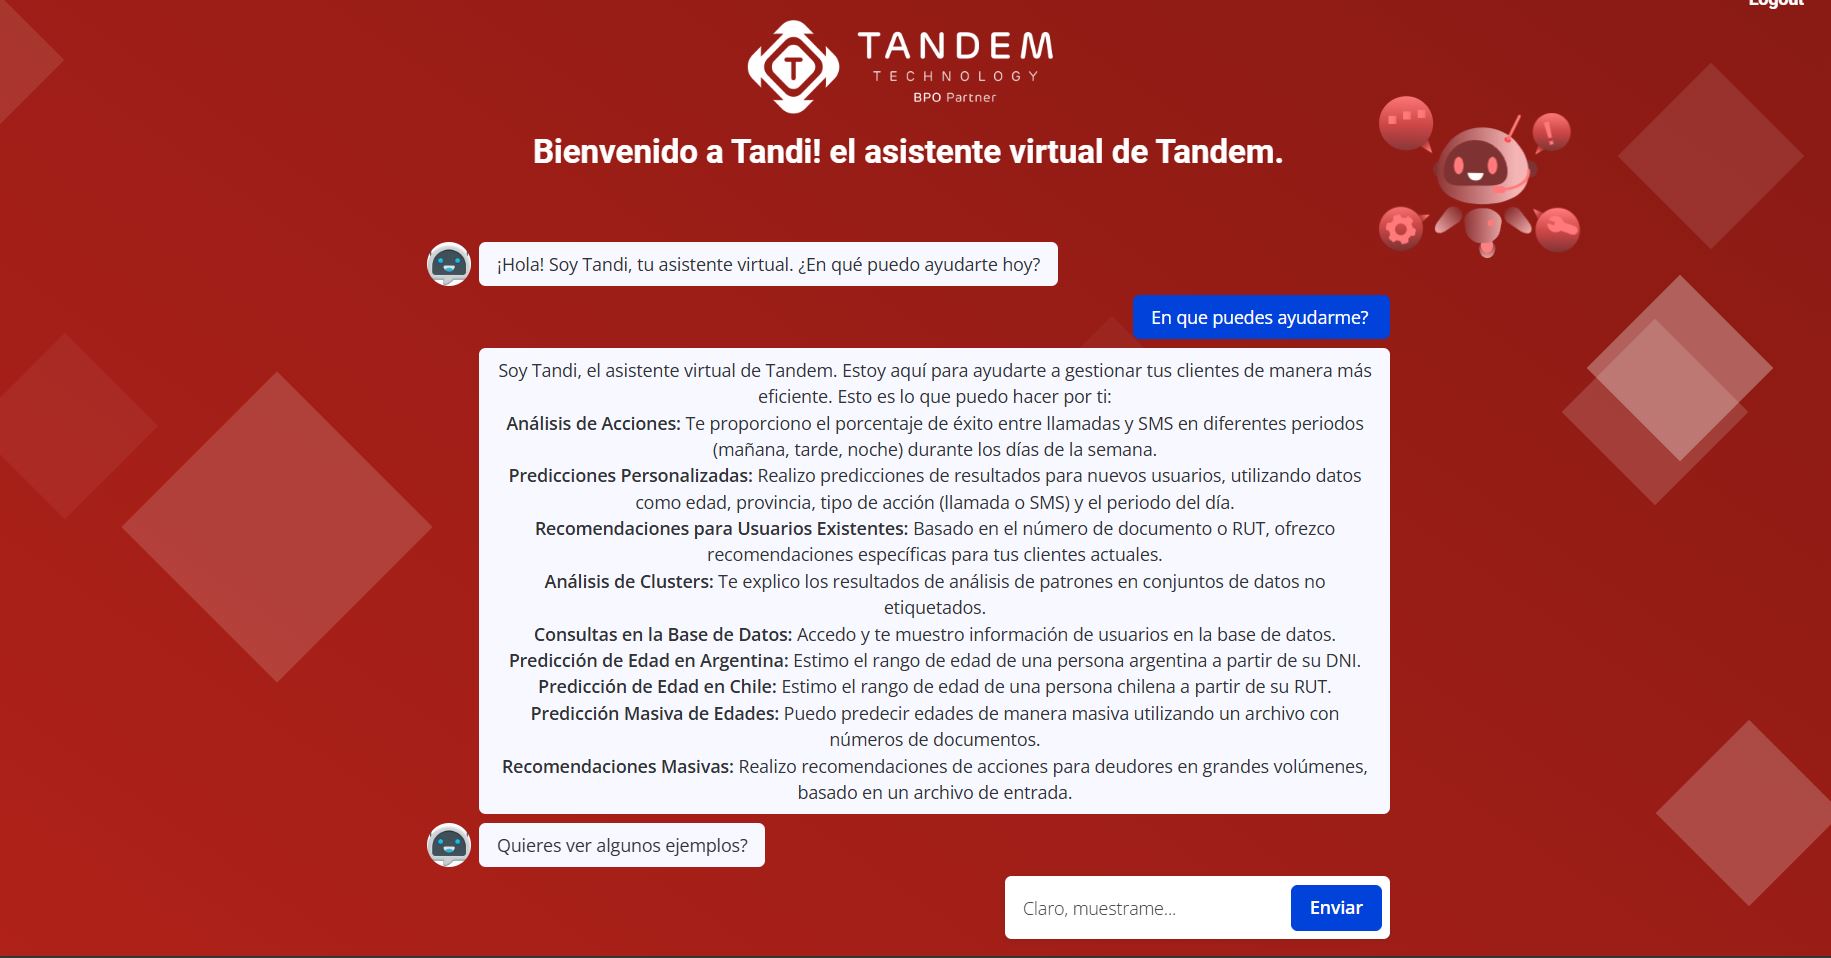 Logout
TANDEM
TECHNOLOGY
BPO Partner
Bienvenido a Tandi! el asistente virtual de Tandem.
¡Hola! Soy Tandi, tu asistente virtual. ¿En qué puedo ayudarte hoy?
En que puedes ayudarme?
Soy Tandi, el asistente virtual de Tandem. Estoy aquí para ayudarte a gestionar tus clientes de manera más
eficiente. Esto es lo que puedo hacer por ti:
Análisis de Acciones: Te proporciono el porcentaje de éxito entre llamadas y SMS en diferentes periodos
(mañana, tarde, noche) durante los días de la semana.
Predicciones Personalizadas: Realizo predicciones de resultados para nuevos usuarios, utilizando datos
como edad, provincia, tipo de acción (llamada o SMS) y el periodo del día.
Recomendaciones para Usuarios Existentes: Basado en el número de documento o RUT, ofrezco
recomendaciones específicas para tus clientes actuales.
Análisis de Clusters: Te explico los resultados de análisis de patrones en conjuntos de datos no
etiquetados.
Consultas en la Base de Datos: Accedo y te muestro información de usuarios en la base de datos.
Predicción de Edad en Argentina: Estimo el rango de edad de una persona argentina a partir de su DNI.
Predicción de Edad en Chile: Estimo el rango de edad de una persona chilena a partir de su RUT.
Predicción Masiva de Edades: Puedo predecir edades de manera masiva utilizando un archivo con
números de documentos.
Recomendaciones Masivas: Realizo recomendaciones de acciones para deudores en grandes volúmenes,
basado en un archivo de entrada.
Quieres ver algunos ejemplos?
Claro, muestrame...
Enviar